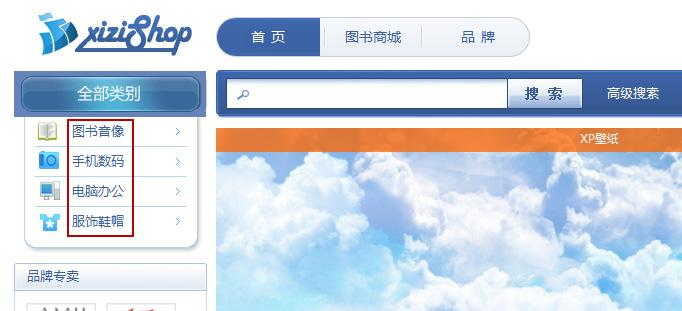 xiziShop
首 页
图书商城
品 牌
全部类别
搜 索
高级搜索
图书音像
手机数码
电脑办公
服饰鞋帽
XP壁纸
品牌专卖